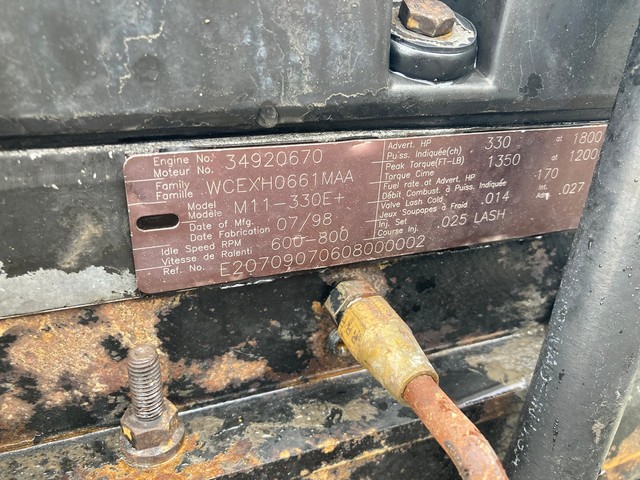 Engine No. 34920670
Moteur No.
Family WCEXH0661MAA
Famille
Model M11-330E+
Modèle
Date of Mfg. 07/98
Date Fabrication
Idle Speed RPM 600-800
Vitesse de Ralenti
Ref. No. E20709070608000002
Advert. HP 330 at 1800
Puiss. Indiquée(ch)
Peak Torque(FT-LB) 1350 at 1200
Torque Cime
Fuel rate at Advert. HP 170
Débit Combust. à Puiss. Indiquée
Valve Lash Cold .014 .027
Jeux Soupapes à Froid
Inj. Set .025 LASH
Course Inj.